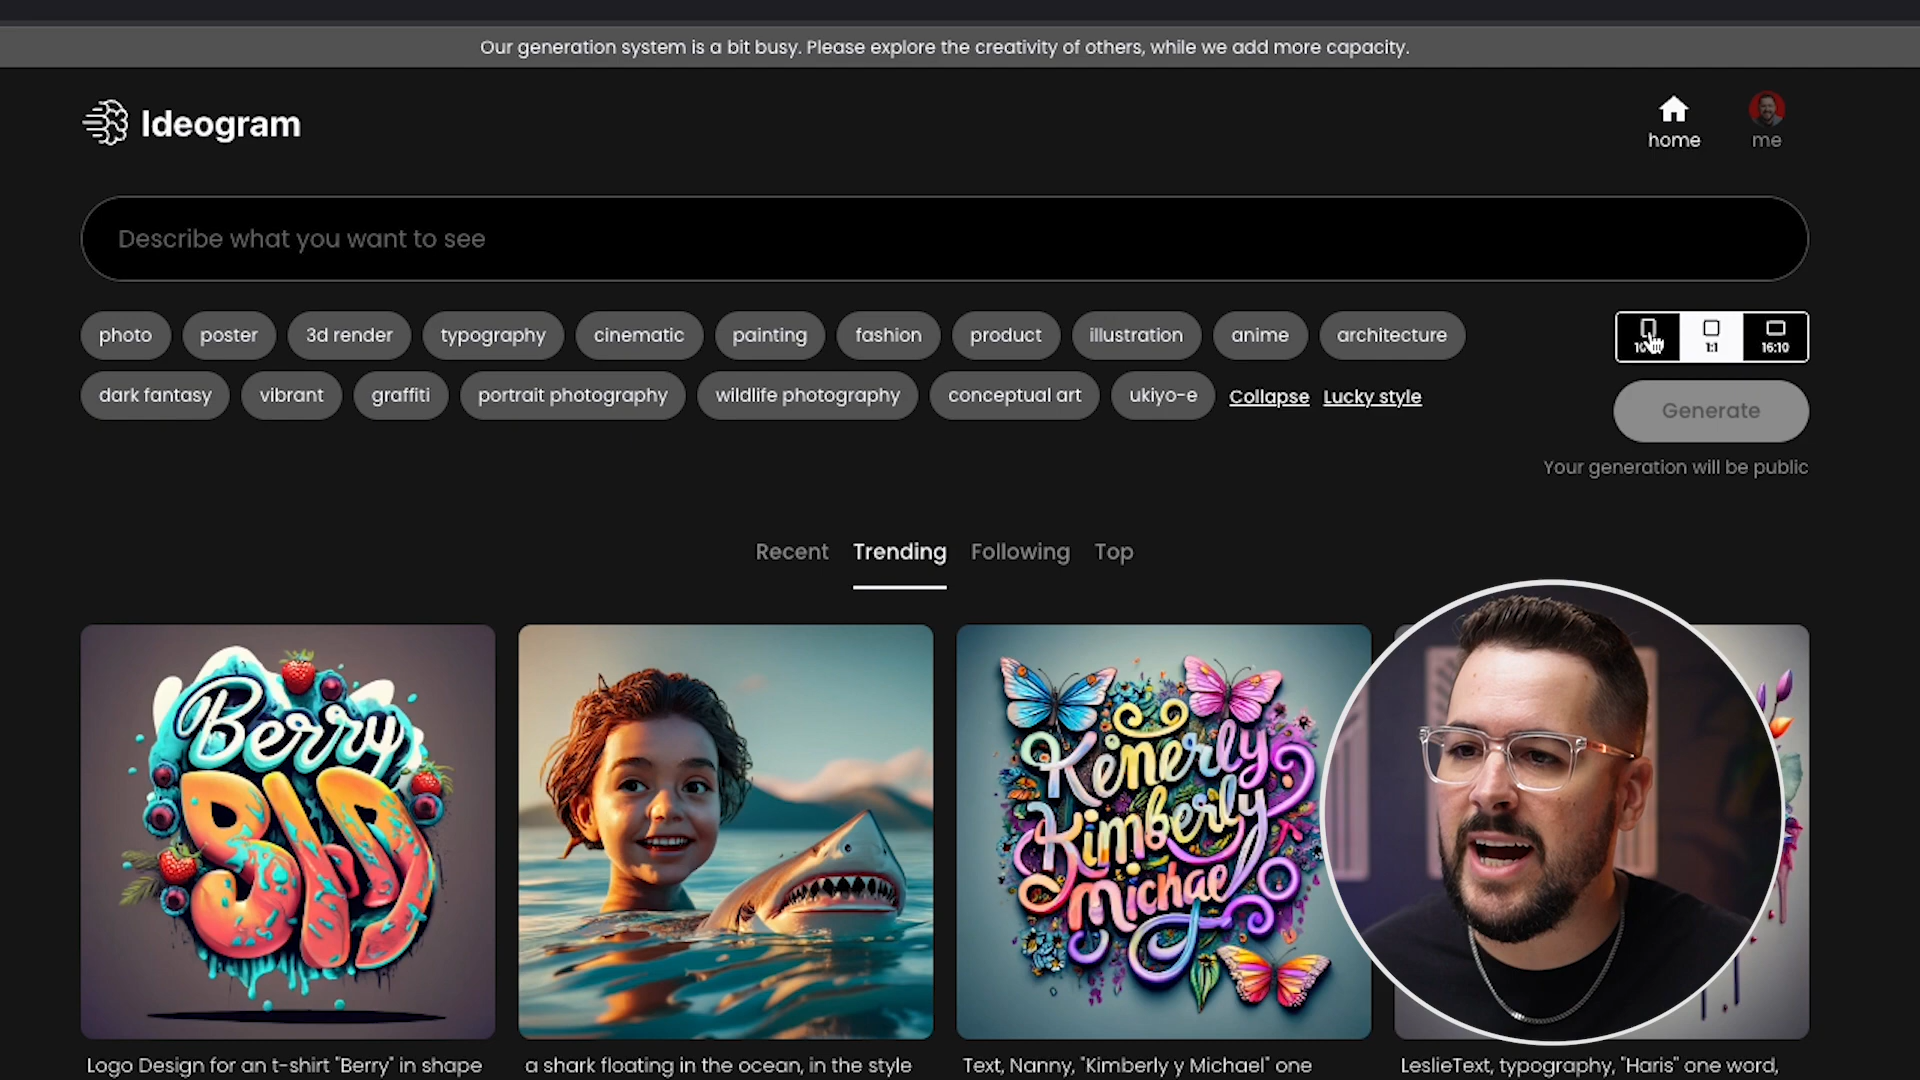 Our generation system is a bit busy. Please explore the creativity of others, while we add more capacity.
Ideogram
home
me
Describe what you want to see
photo
poster
3d render
typography
cinematic
painting
fashion
product
illustration
anime
architecture
1:1
16:10
dark fantasy
vibrant
graffiti
portrait photography
wildlife photography
conceptual art
ukiyo-e
Collapse
Lucky style
Generate
Your generation will be public
Recent
Trending
Following
Top
Berry
Kenerly
Kimberly
Michael
Logo Design for an t-shirt "Berry" in shape
a shark floating in the ocean, in the style
Text, Nanny, "Kimberly y Michael" one
LeslieText, typography, "Haris" one word,